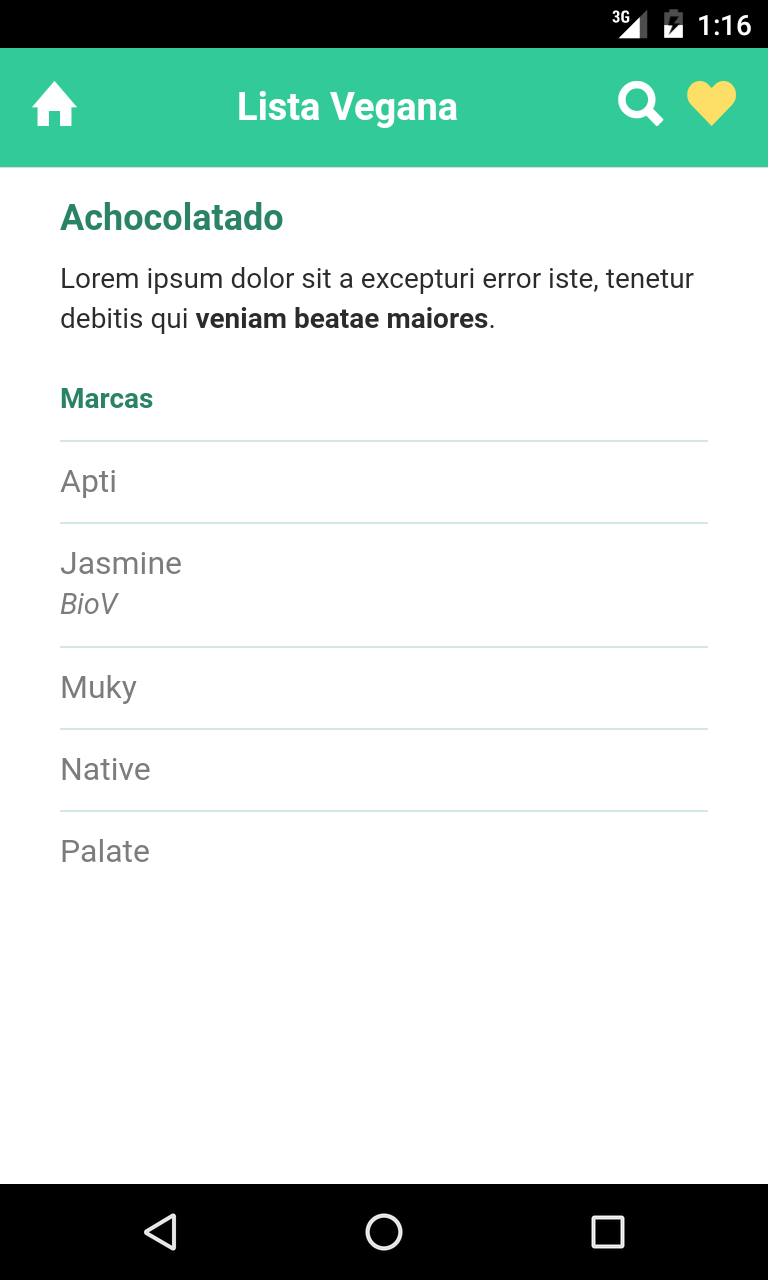 3G 1:16
Lista Vegana
Achocolatado
Lorem ipsum dolor sit a excepturi error iste, tenetur
debitis qui veniam beatae maiores.
Marcas
Apti
Jasmine
BioV
Muky
Native
Palate